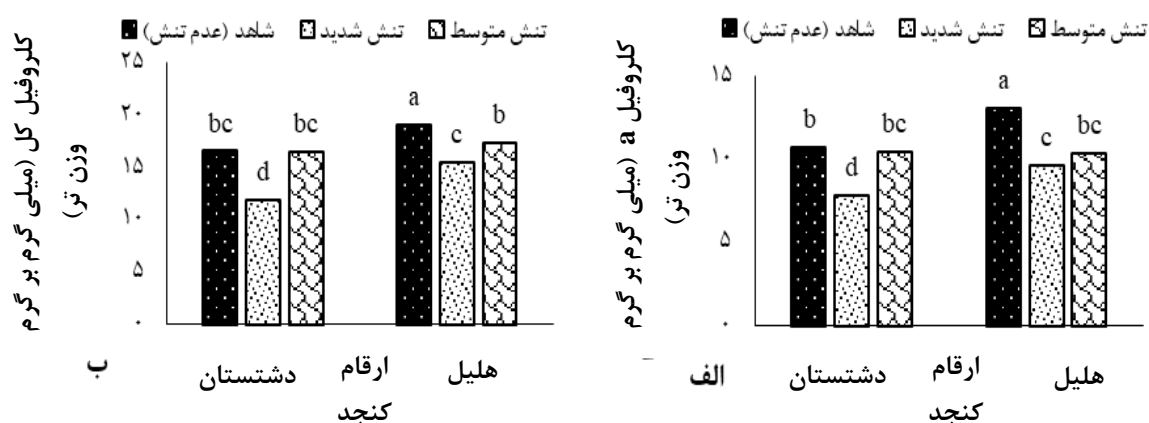 تنش متوسط تنش شدید شاهد (عدم تنش)
کلروفیل a (میلی گرم بر گرم
وزن تر)
۱۵
۱۰
۵
۰
b
d
bc
a
c
bc
دشتستان
هلیل
ارقام
کنجد
الف
تنش متوسط تنش شدید شاهد (عدم تنش)
کلروفیل کل (میلی گرم بر گرم
وزن تر)
۲۵
۲۰
۱۵
۱۰
۵
۰
bc
d
bc
a
c
b
دشتستان
هلیل
ارقام
کنجد
ب